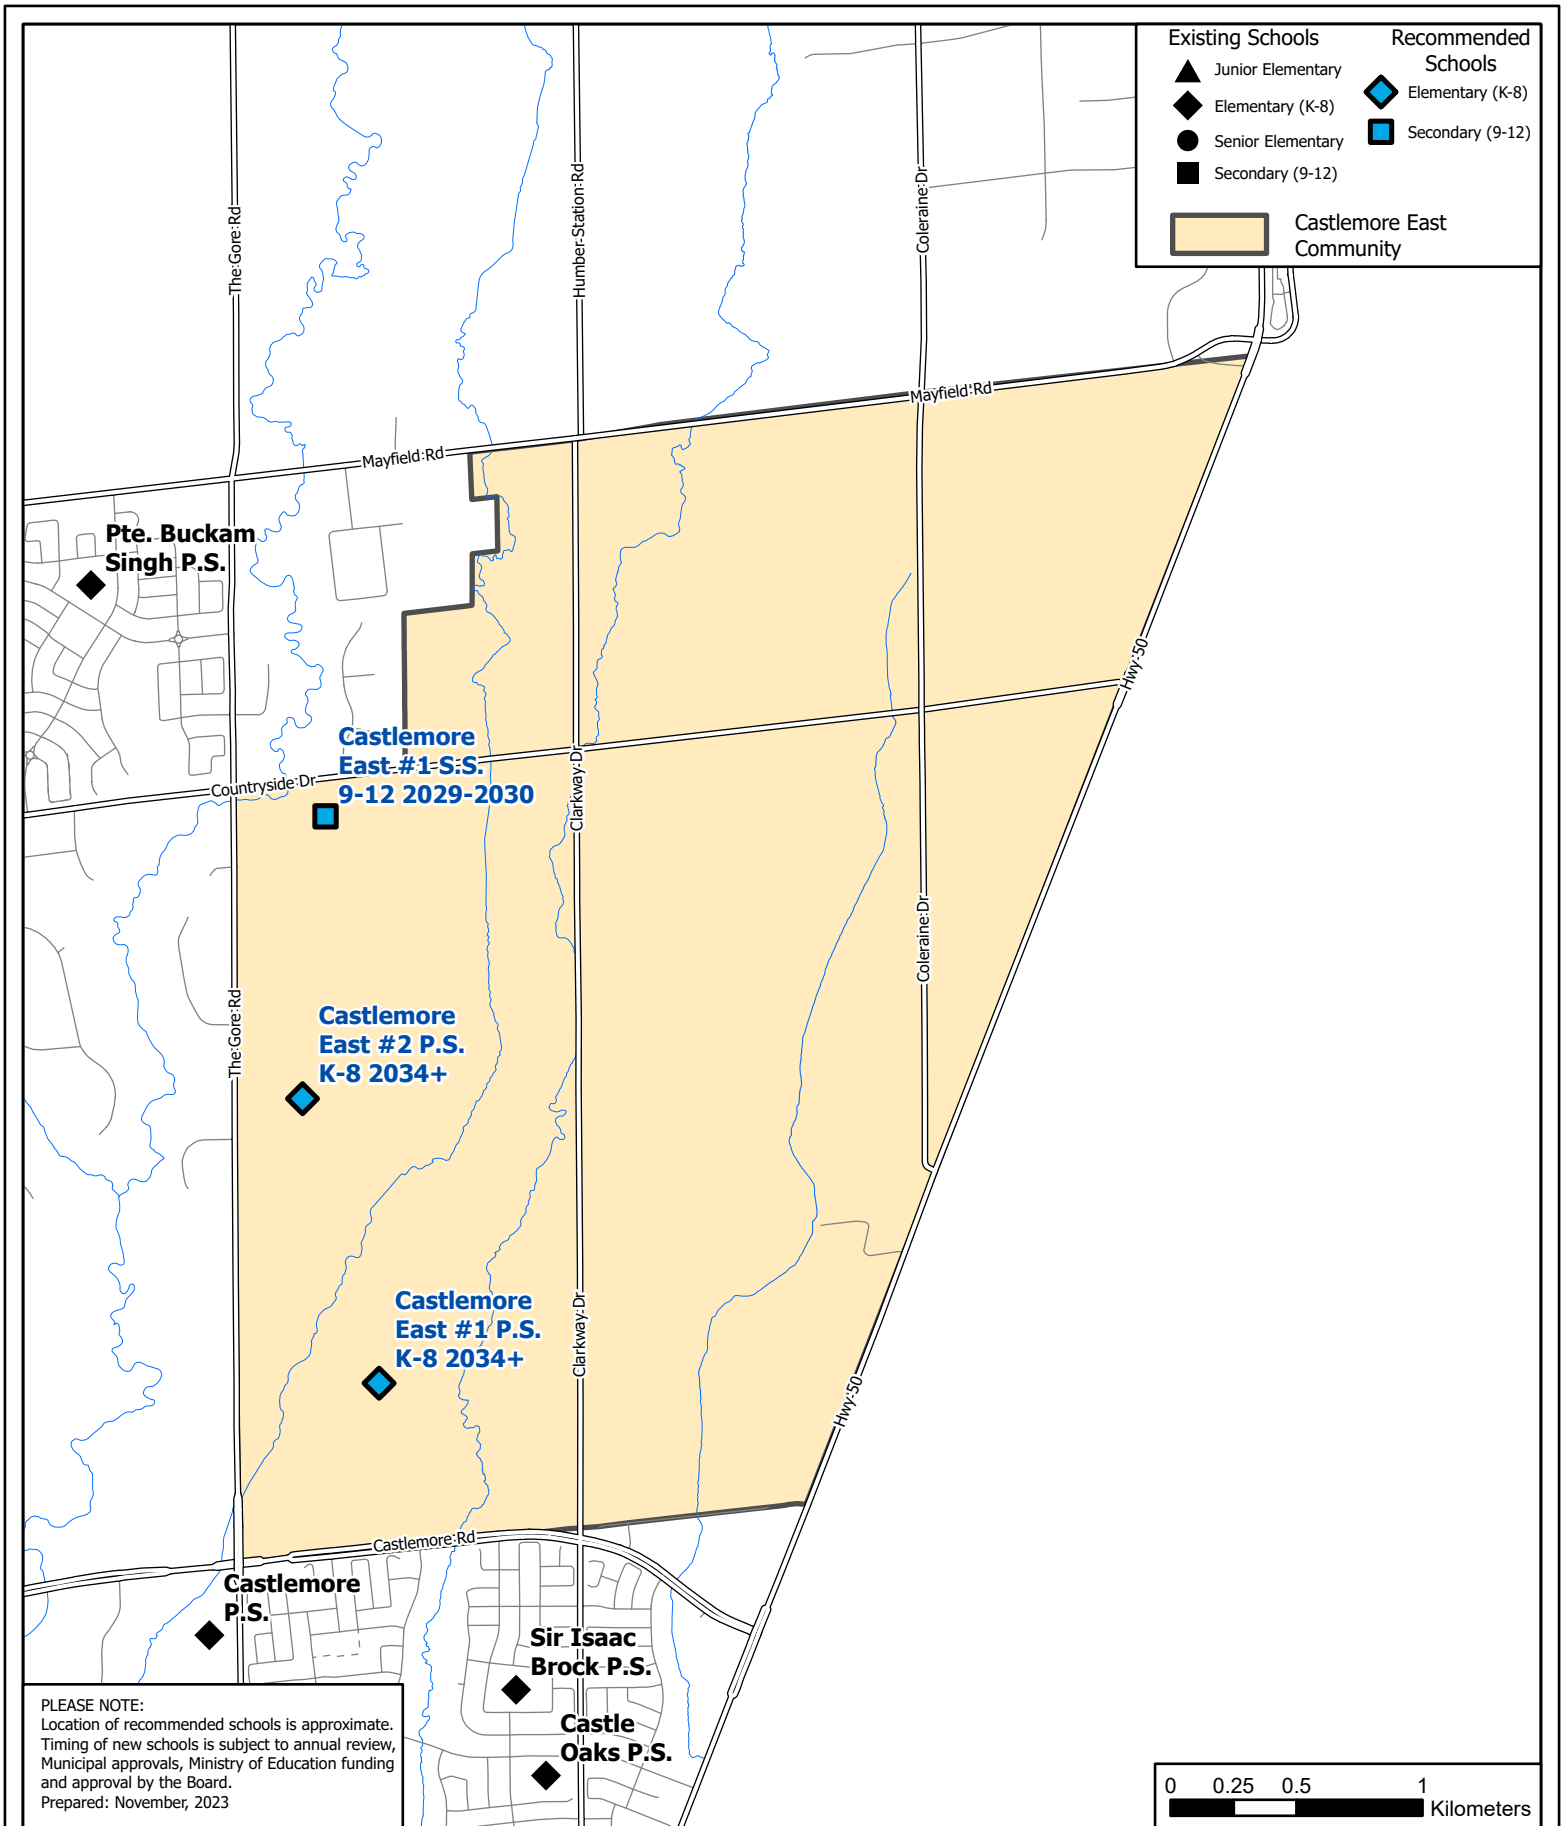 Existing Schools
Junior Elementary
Elementary (K-8)
Senior Elementary
Secondary (9-12)
Recommended
Schools
Elementary (K-8)
Secondary (9-12)
Castlemore East
Community
The Gore Rd
Humber Station Rd
Coleraine Dr
Mayfield Rd
Mayfield Rd
Pte. Buckam
Singh P.S.
Hwy 50
Castlemore
East #1 S.S.
9-12 2029-2030
Countryside Dr
Clarkway Dr
Coleraine Dr
The Gore Rd
Castlemore
East #2 P.S.
K-8 2034+
Castlemore
East #1 P.S.
K-8 2034+
Clarkway Dr
Hwy 50
Castlemore Rd
Castlemore
P.S.
Sir Isaac
Brock P.S.
Castle
Oaks P.S.
PLEASE NOTE:
Location of recommended schools is approximate.
Timing of new schools is subject to annual review,
Municipal approvals, Ministry of Education funding
and approval by the Board.
Prepared: November, 2023
0 0.25 0.5 1
Kilometers